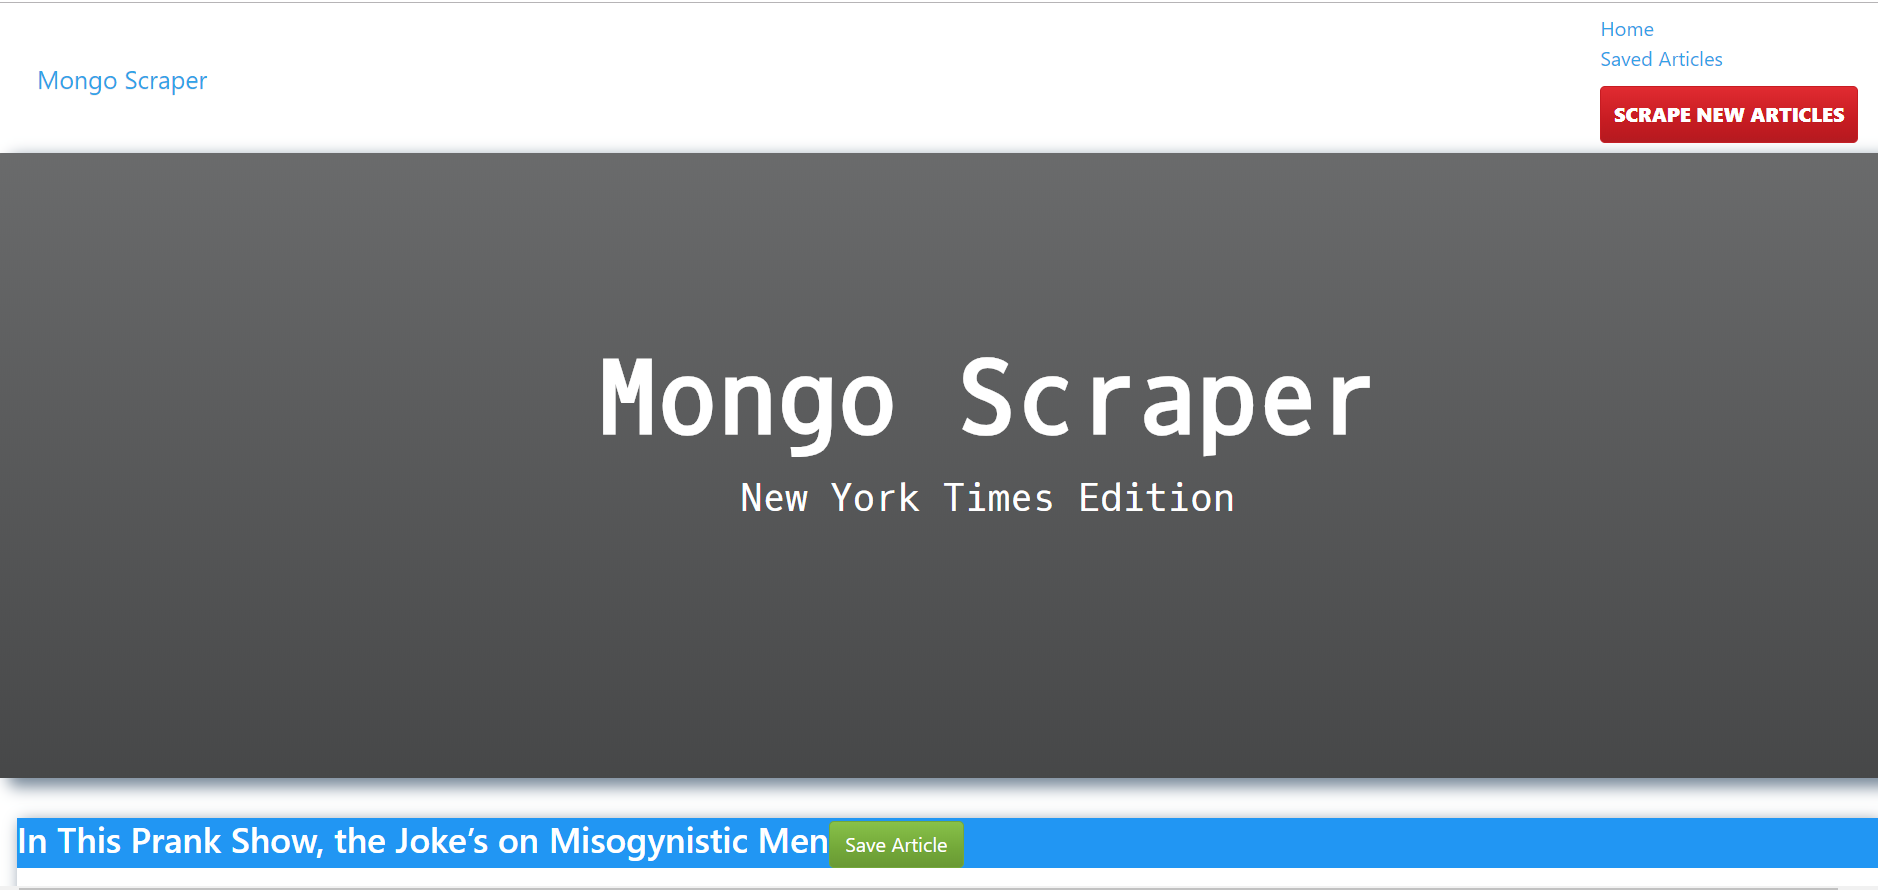 Mongo Scraper
Home
Saved Articles
SCRAPE NEW ARTICLES
Mongo Scraper
New York Times Edition
In This Prank Show, the Joke’s on Misogynistic Men
Save Article